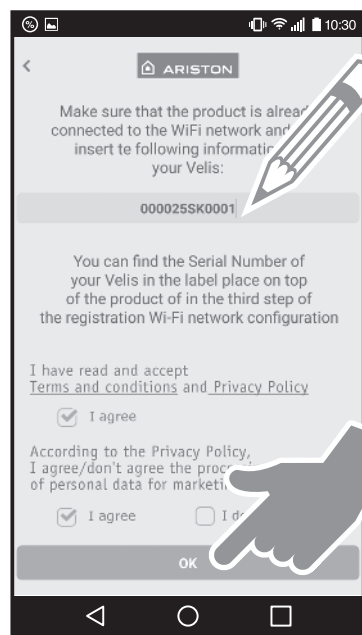 10:30
ARISTON
Make sure that the product is
connected to the WiFi network and
insert te following
your Velis:
000025SK0001
You can find the Serial Number of
your Velis in the label place on top
of the product of in the third step of
the registration Wi-Fi network configuration
I have read and accept
Terms and conditions and Privacy Policy
I agree
According to the Privacy Policy,
I agree/don't agree the
of personal data for
I agree I
OK